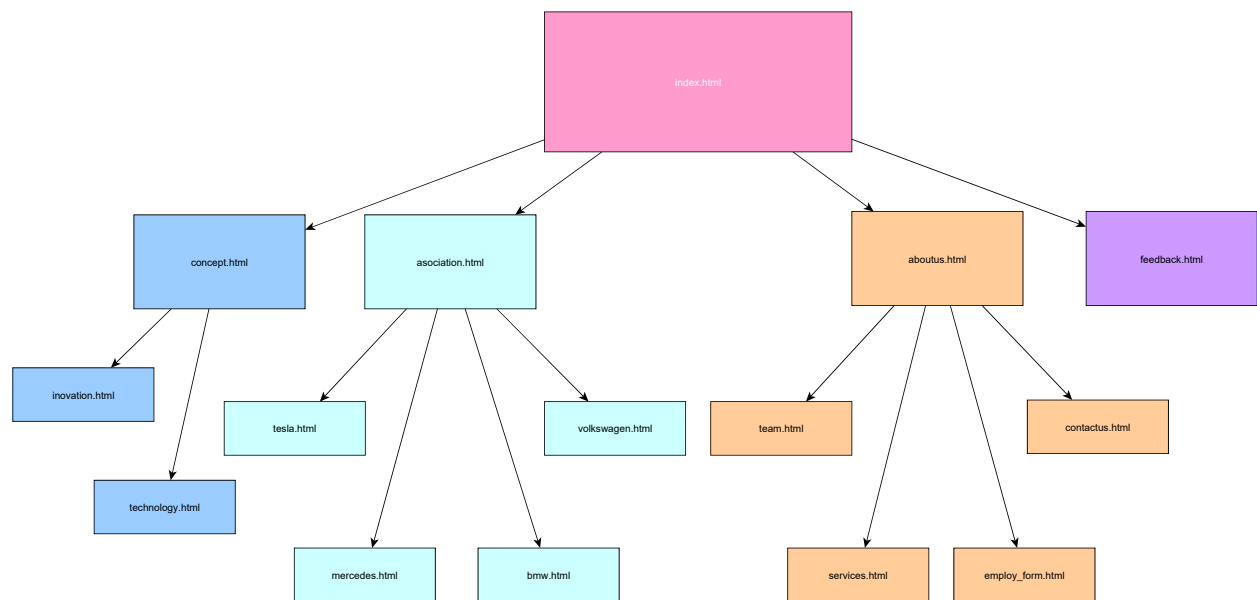 index.html
concept.html
asociation.html
aboutus.html
feedback.html
inovation.html
tesla.html
volkswagen.html
team.html
contactus.html
technology.html
mercedes.html
bmw.html
services.html
employ_form.html